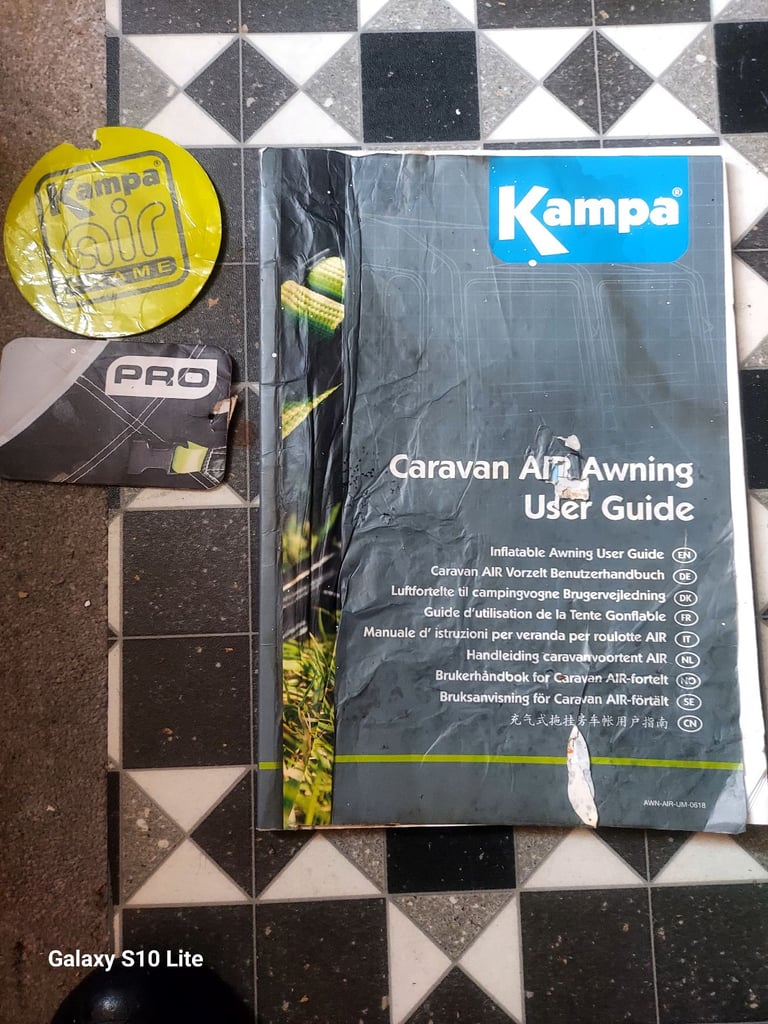 Kampa®
air
FRAME
PRO
Kampa®
Caravan AIR Awning
User Guide
Inflatable Awning User Guide EN
Caravan AIR Vorzelt Benutzerhandbuch DE
Luftfortelte til campingvogne Brugervejledning DK
Guide d'utilisation de la Tente Gonflable FR
Manuale d' istruzioni per veranda per roulotte AIR IT
Handleiding caravanvoortent AIR NL
Brukerhåndbok for Caravan AIR-fortelt NO
Bruksanvisning för Caravan AIR-förtält SE
充气式拖挂房车帐用户指南 CN
AWN-AIR-UM-0618
Galaxy S10 Lite